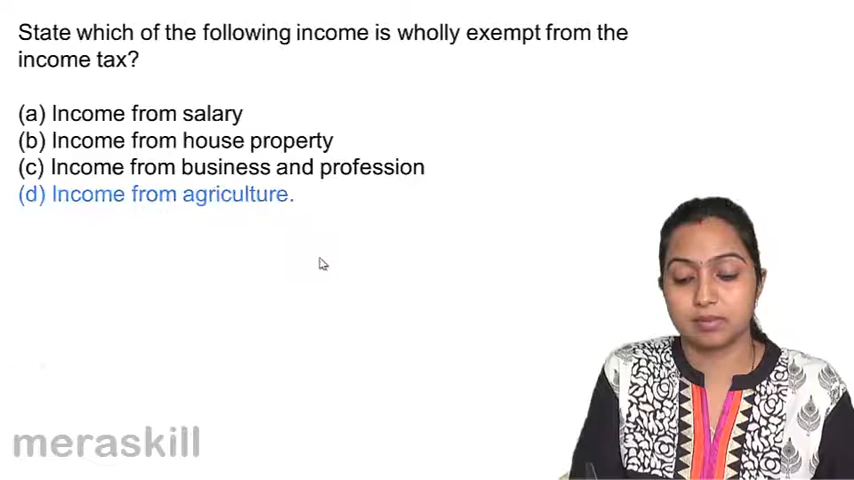 State which of the following income is wholly exempt from the
income tax?
(a) Income from salary
(b) Income from house property
(c) Income from business and profession
(d) Income from agriculture.
meraskill